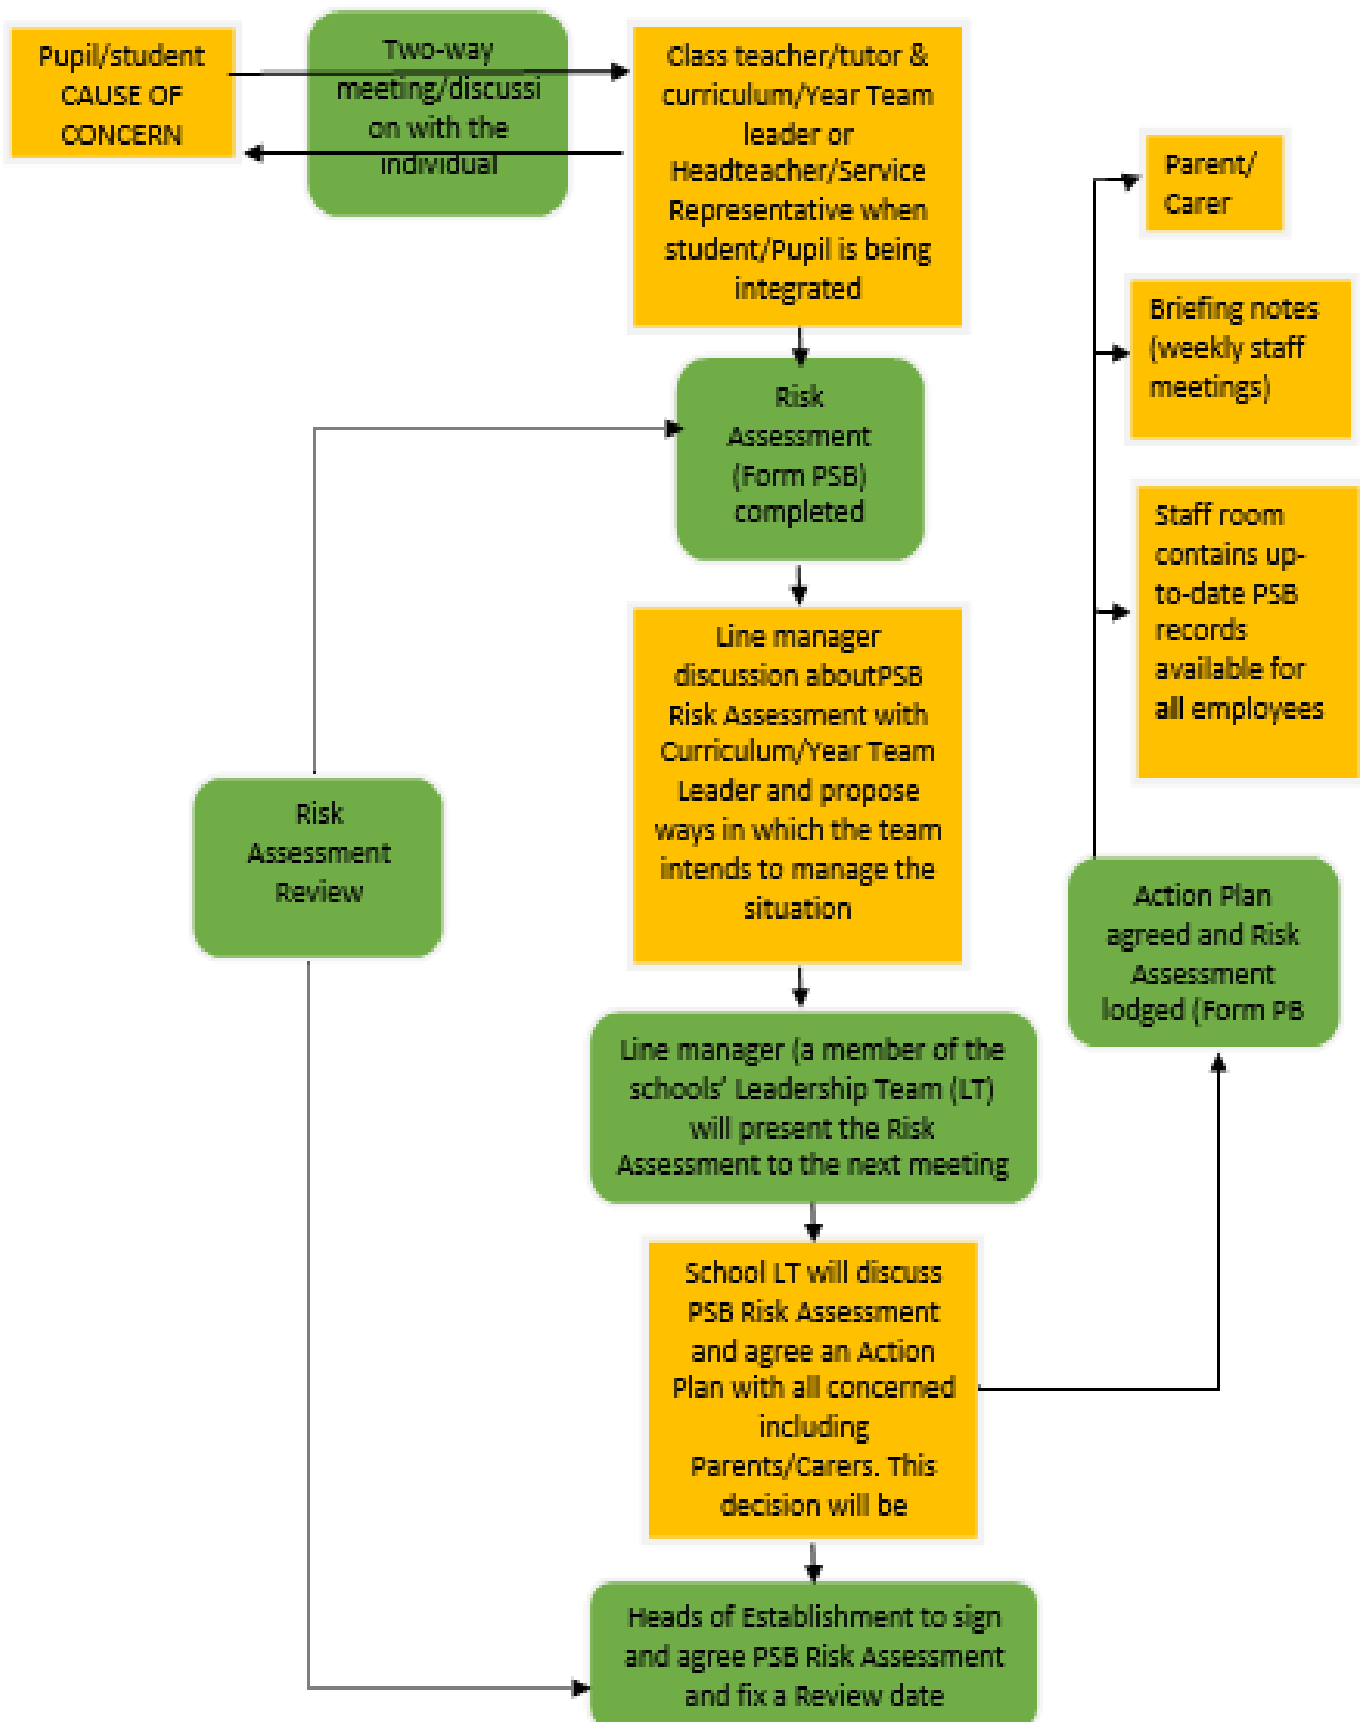 Pupil/student
CAUSE OF
CONCERN
Two-way
meeting/discussi
on with the
individual
Class teacher/tutor &
curriculum/Year Team
leader or
Headteacher/Service
Representative when
student/Pupil is being
integrated
Parent/
Carer
Briefing notes
(weekly staff
meetings)
Staff room
contains up-
to-date PSB
records
available for
all employees
Risk
Assessment
(Form PSB)
completed
Line manager
discussion aboutPSB
Risk Assessment with
Curriculum/Year Team
Leader and propose
ways in which the team
intends to manage the
situation
Risk
Assessment
Review
Action Plan
agreed and Risk
Assessment
lodged (Form PB
Line manager (a member of the
schools’ Leadership Team (LT)
will present the Risk
Assessment to the next meeting
School LT will discuss
PSB Risk Assessment
and agree an Action
Plan with all concerned
including
Parents/Carers. This
decision will be
Heads of Establishment to sign
and agree PSB Risk Assessment
and fix a Review date